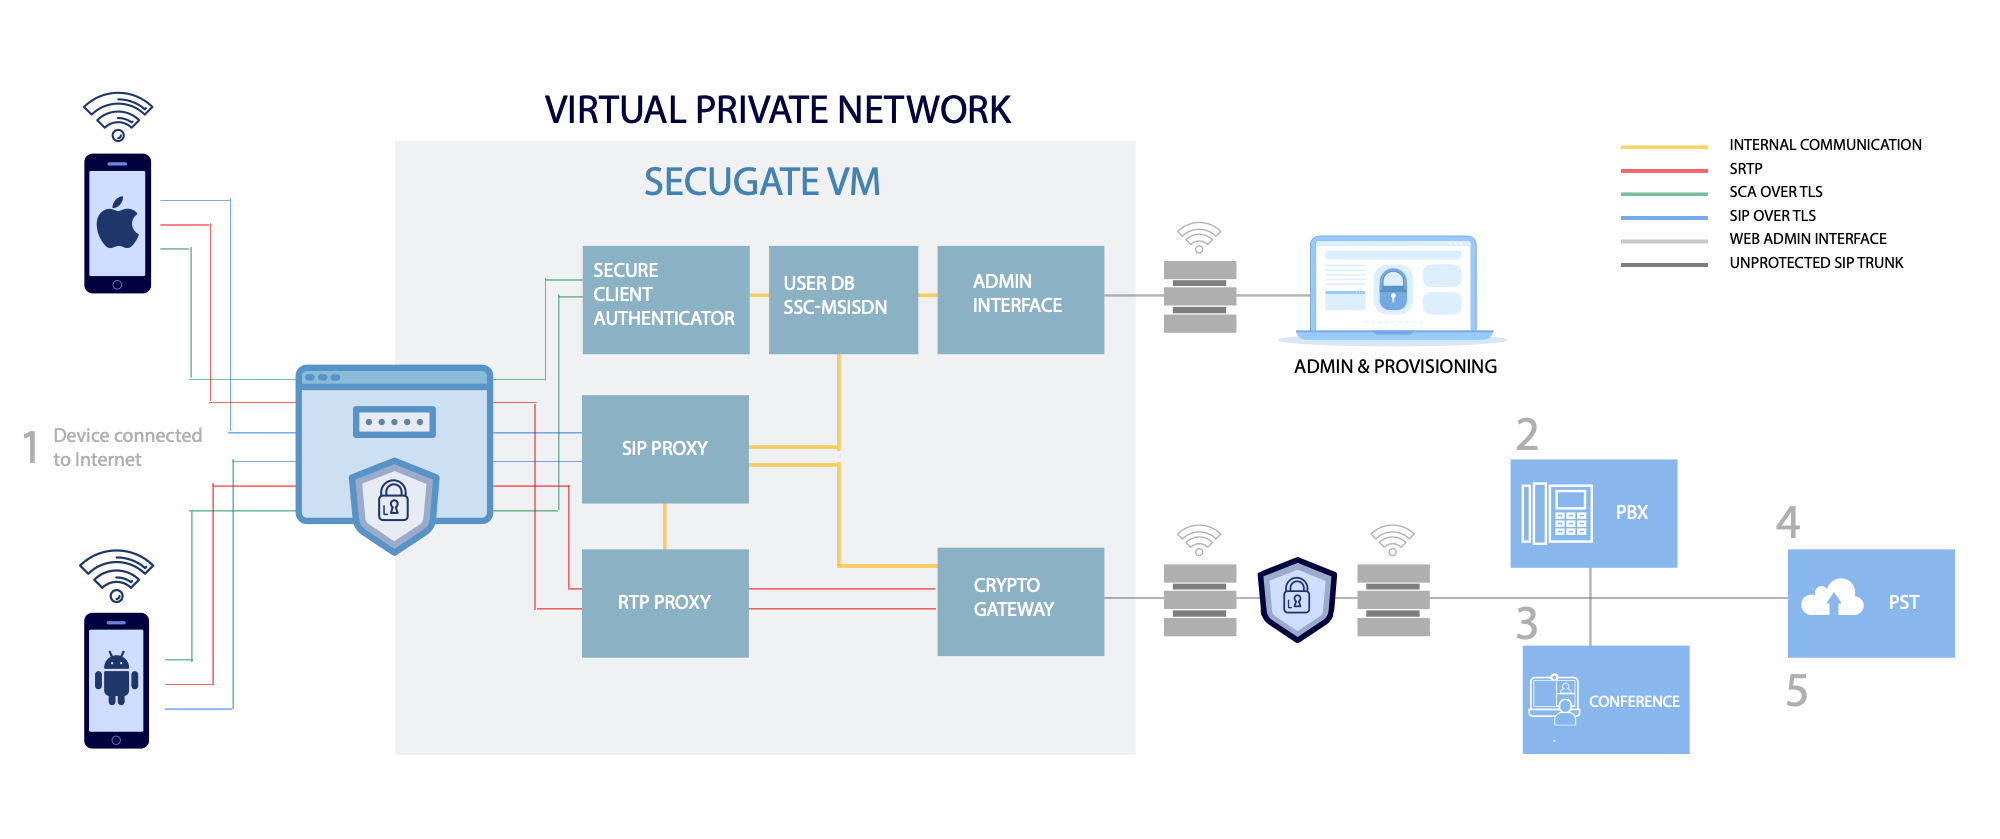 VIRTUAL PRIVATE NETWORK
SECUGATE VM
INTERNAL COMMUNICATION
SRTP
SCA OVER TLS
SIP OVER TLS
WEB ADMIN INTERFACE
UNPROTECTED SIP TRUNK
SECURE
CLIENT
AUTHENTICATOR
USER DB
SSC-MSISDN
ADMIN
INTERFACE
ADMIN & PROVISIONING
1
Device connected
to Internet
SIP PROXY
RTP PROXY
CRYPTO
GATEWAY
2
PBX
3
CONFERENCE
4
PST
5